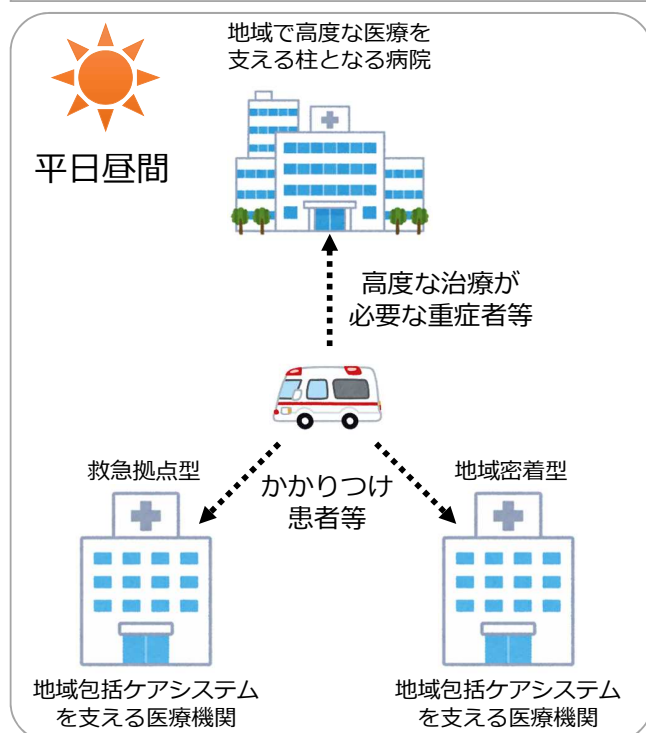 地域で高度な医療を
支える柱となる病院
平日昼間
高度な治療が
必要な重症者等
救急拠点型
かかりつけ
患者等
地域密着型
地域包括ケアシステム
を支える医療機関
地域包括ケアシステム
を支える医療機関